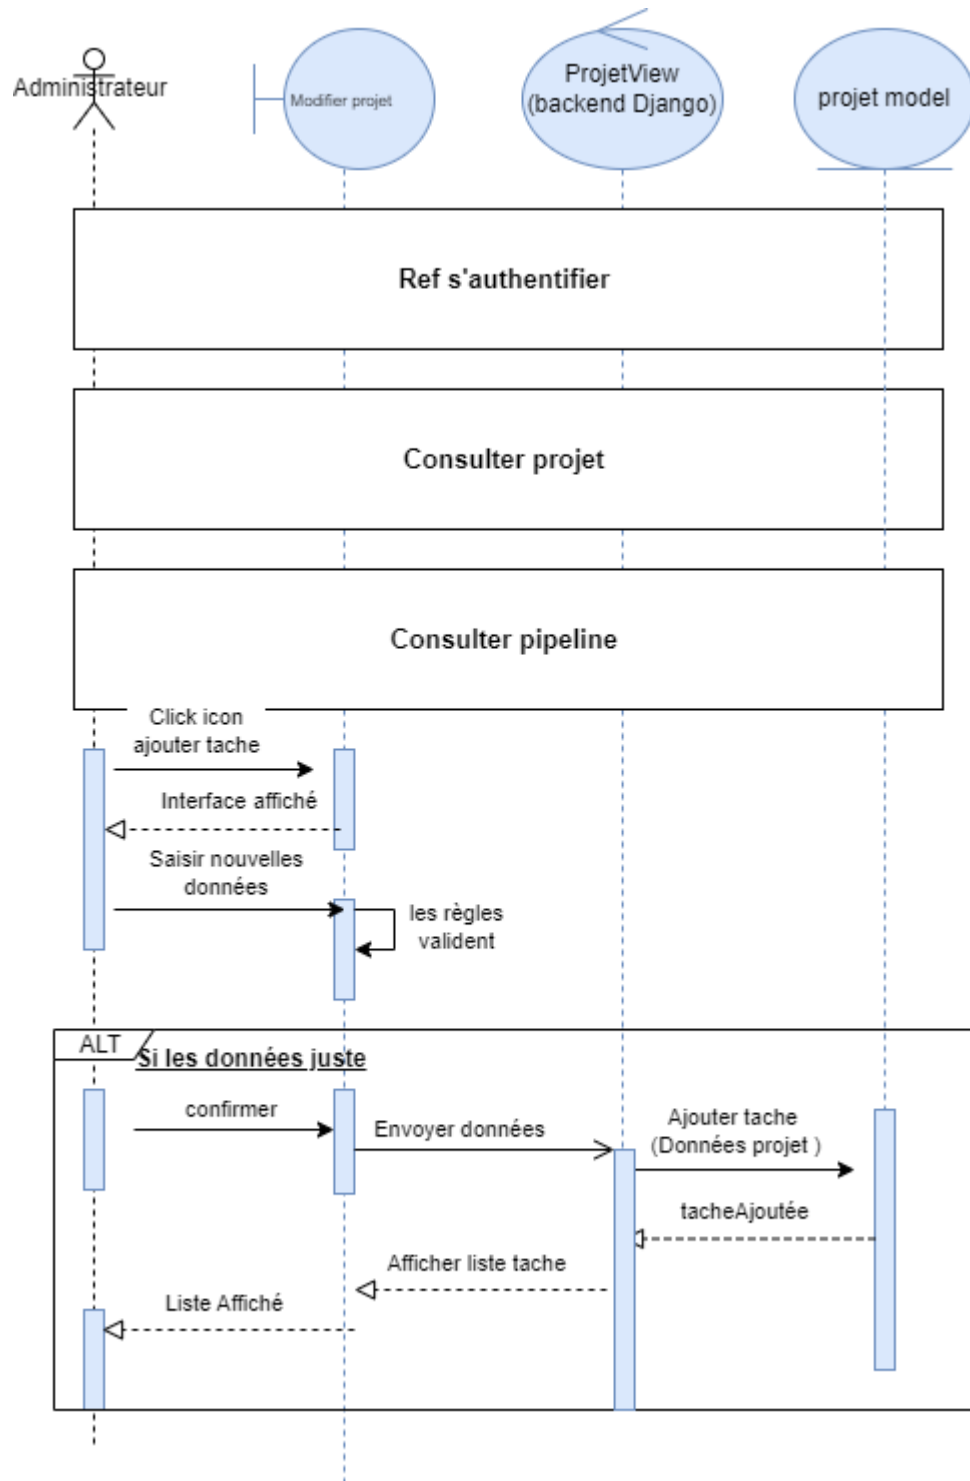 Administrateur
Modifier projet
ProjetView
(backend Django)
projet model
Ref s'authentifier
Consulter projet
Consulter pipeline
Click icon
ajouter tache
Interface affiché
Saisir nouvelles
données
les règles
valident
ALT
Si les données juste
confirmer
Envoyer données
Ajouter tache
(Données projet )
tacheAjoutée
Afficher liste tache
Liste Affiché